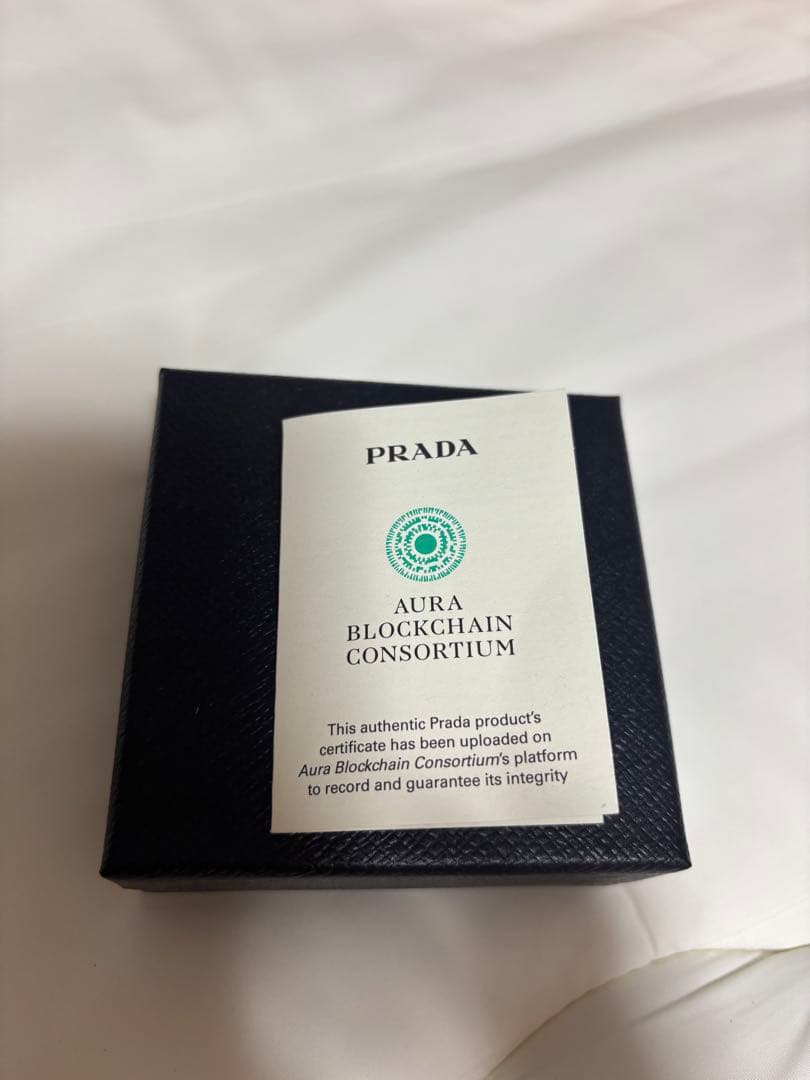 PRADA
AURA
BLOCKCHAIN
CONSORTIUM
This authentic Prada product's
certificate has been uploaded on
Aura Blockchain Consortium's platform
to record and guarantee its integrity